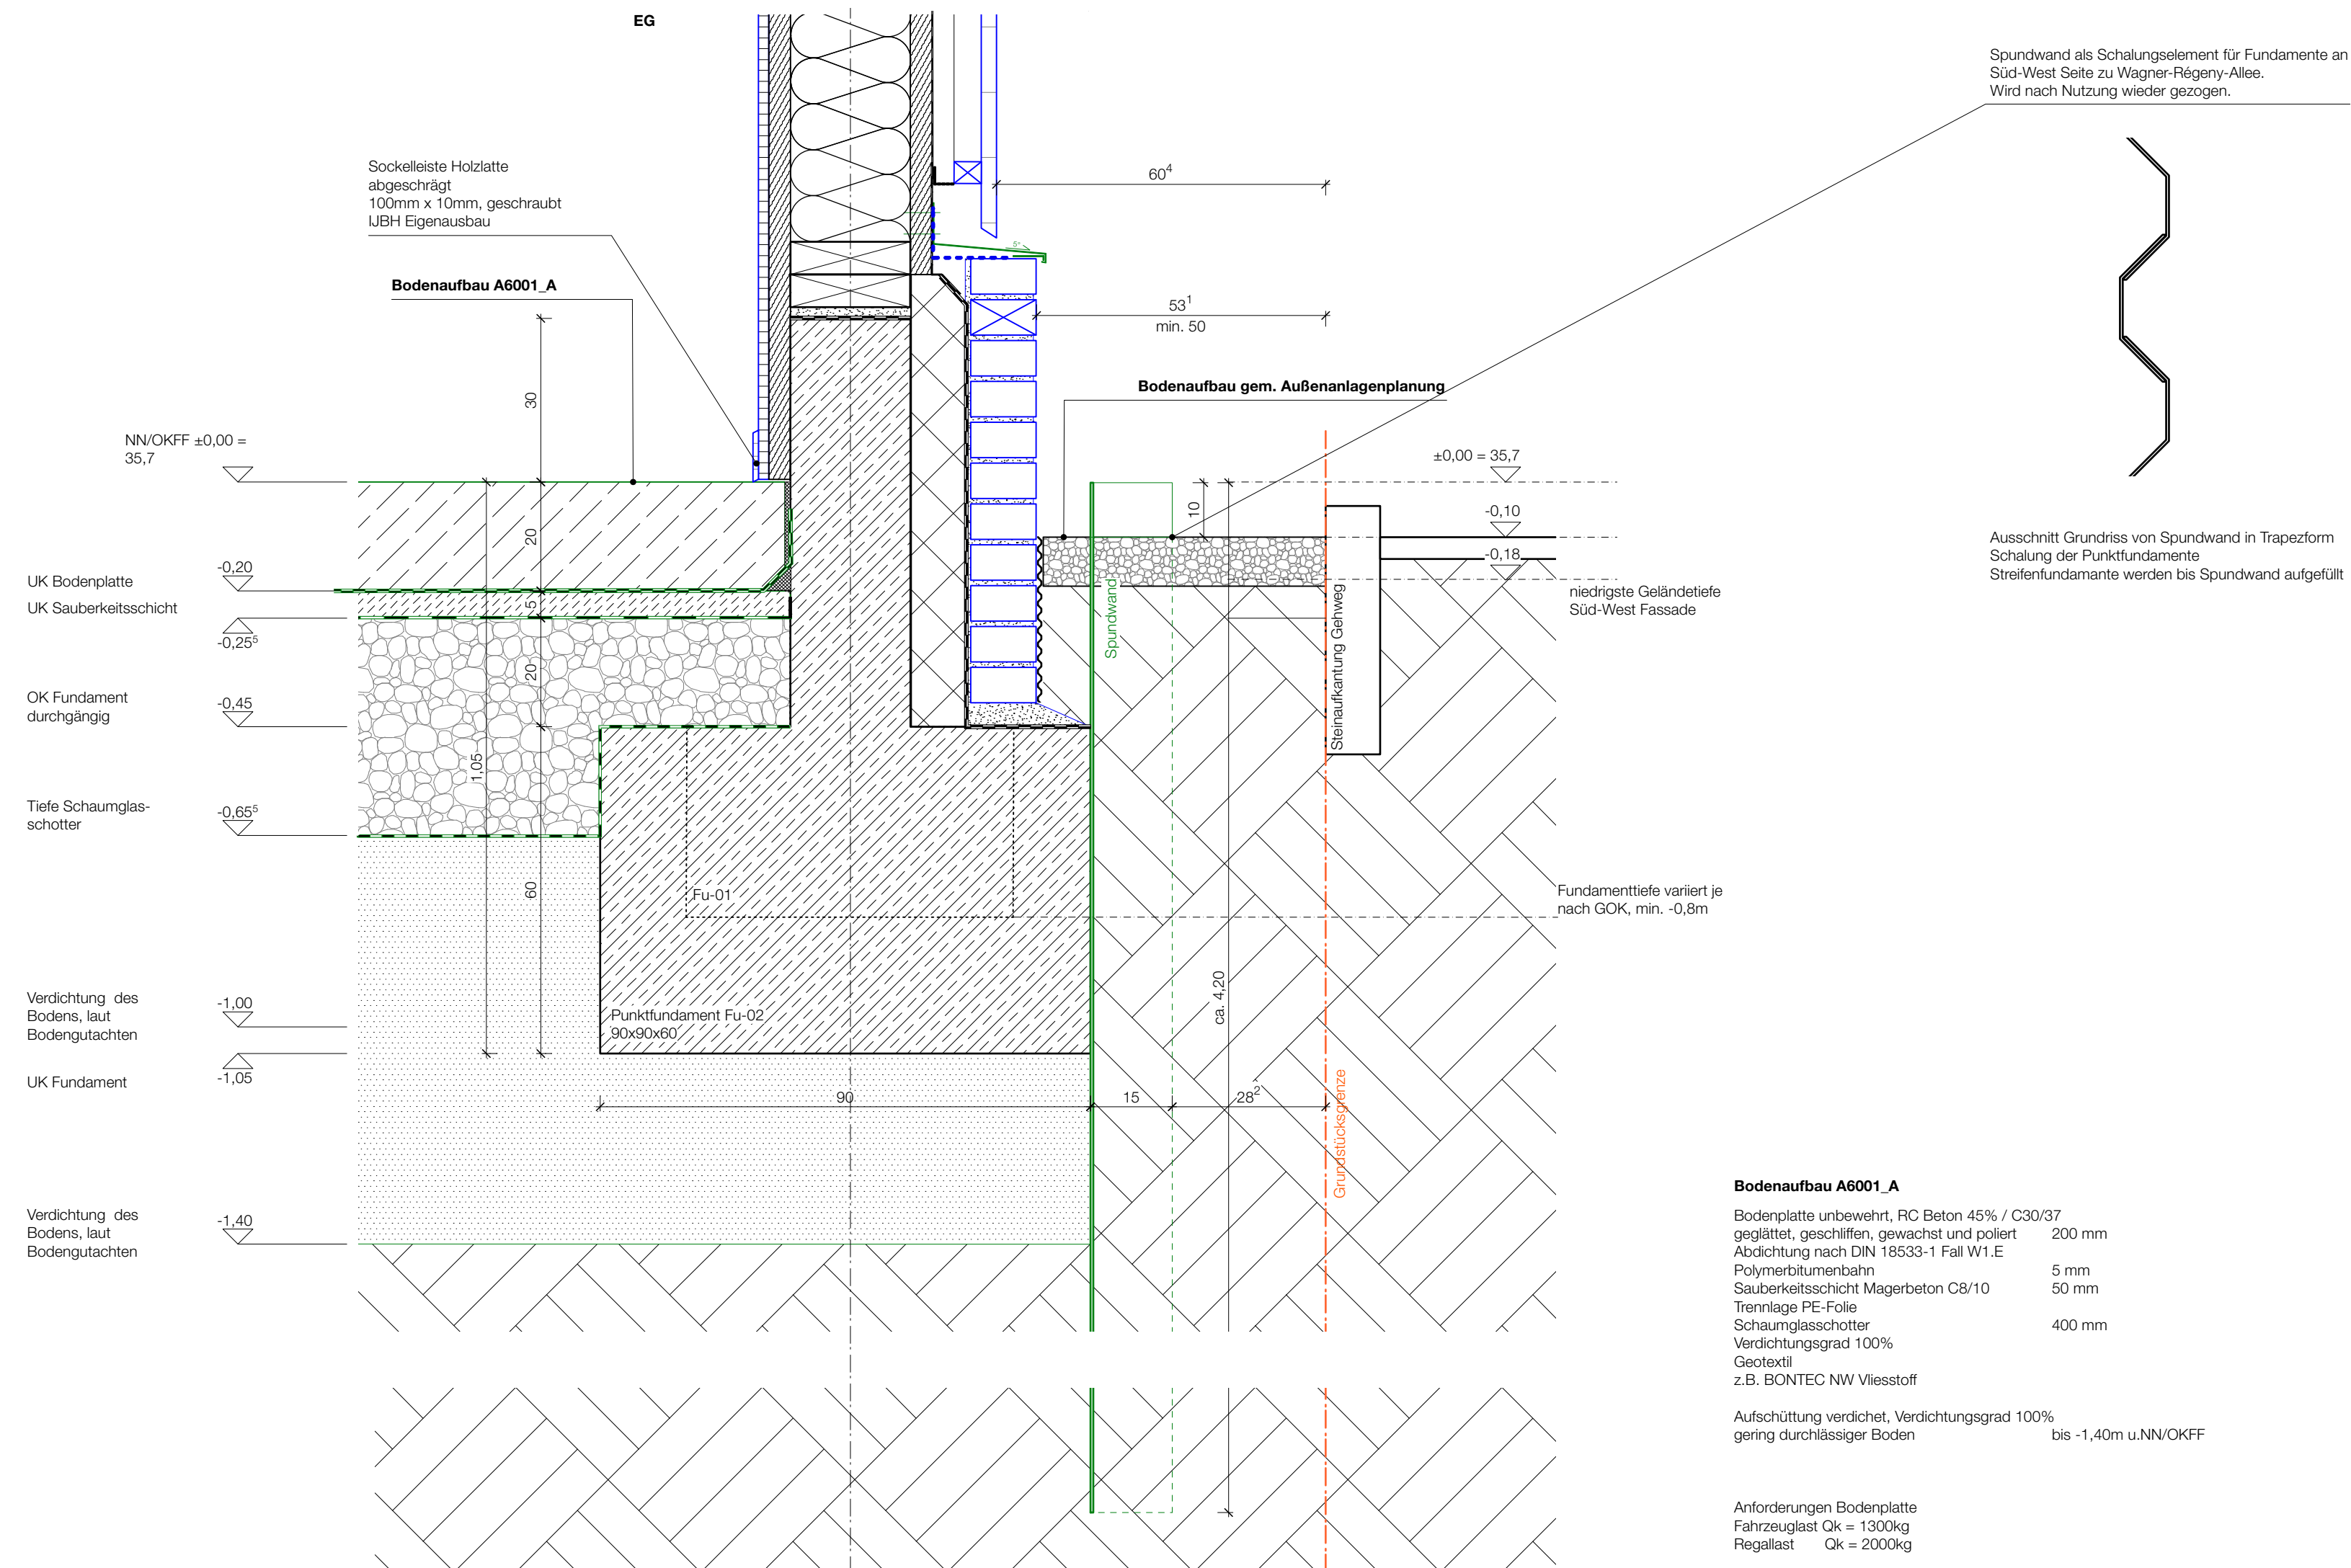 EG
Spundwand als Schalungselement für Fundamente an
Süd-West Seite zu Wagner-Régeny-Allee.
Wird nach Nutzung wieder gezogen.
Sockelleiste Holzlatte
abgeschrägt
100mm x 10mm, geschraubt
IJBH Eigenausbau
60⁴
5°
Bodenaufbau A6001_A
53¹
min. 50
Bodenaufbau gem. Außenanlagenplanung
30
NN/OKFF ±0,00 =
35,7
±0,00 = 35,7
10
-0,10
-0,18
20
Ausschnitt Grundriss von Spundwand in Trapezform
Schalung der Punktfundamente
Streifenfundamante werden bis Spundwand aufgefüllt
UK Bodenplatte
-0,20
UK Sauberkeitsschicht
5
-0,25⁵
niedrigste Geländetiefe
Süd-West Fassade
Spundwand
Steinaufkantung Gehweg
20
OK Fundament
durchgängig
-0,45
1,05
Tiefe Schaumglas-
schotter
-0,65⁵
60
Fu-01
Fundamenttiefe variiert je
nach GOK, min. -0,8m
ca. 4,20
Verdichtung des
Bodens, laut
Bodengutachten
-1,00
Punktfundament Fu-02
90x90x60
UK Fundament
-1,05
90
15
28²
Grundstücksgrenze
Verdichtung des
Bodens, laut
Bodengutachten
-1,40
Bodenaufbau A6001_A
Bodenplatte unbewehrt, RC Beton 45% / C30/37
geglättet, geschliffen, gewachst und poliert 200 mm
Abdichtung nach DIN 18533-1 Fall W1.E
Polymerbitumenbahn 5 mm
Sauberkeitsschicht Magerbeton C8/10 50 mm
Trennlage PE-Folie
Schaumglasschotter 400 mm
Verdichtungsgrad 100%
Geotextil
z.B. BONTEC NW Vliesstoff
Aufschüttung verdichet, Verdichtungsgrad 100%
gering durchlässiger Boden bis -1,40m u.NN/OKFF
Anforderungen Bodenplatte
Fahrzeuglast Qk = 1300kg
Regallast Qk = 2000kg